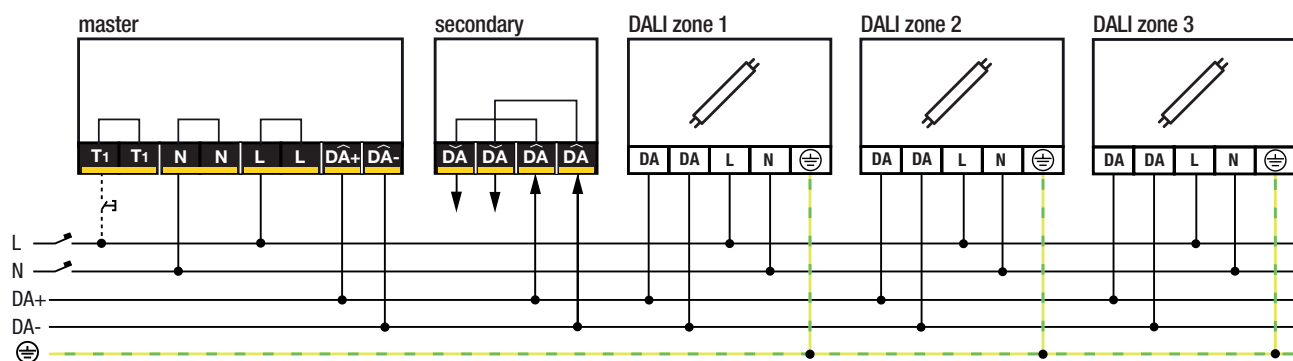 master secondary DALI zone 1 DALI zone 2 DALI zone 3
T1 T1 N N L L DA+ DA- DA DA DA DA DA DA L N DA DA L N DA DA L N
L
N
DA+
DA-